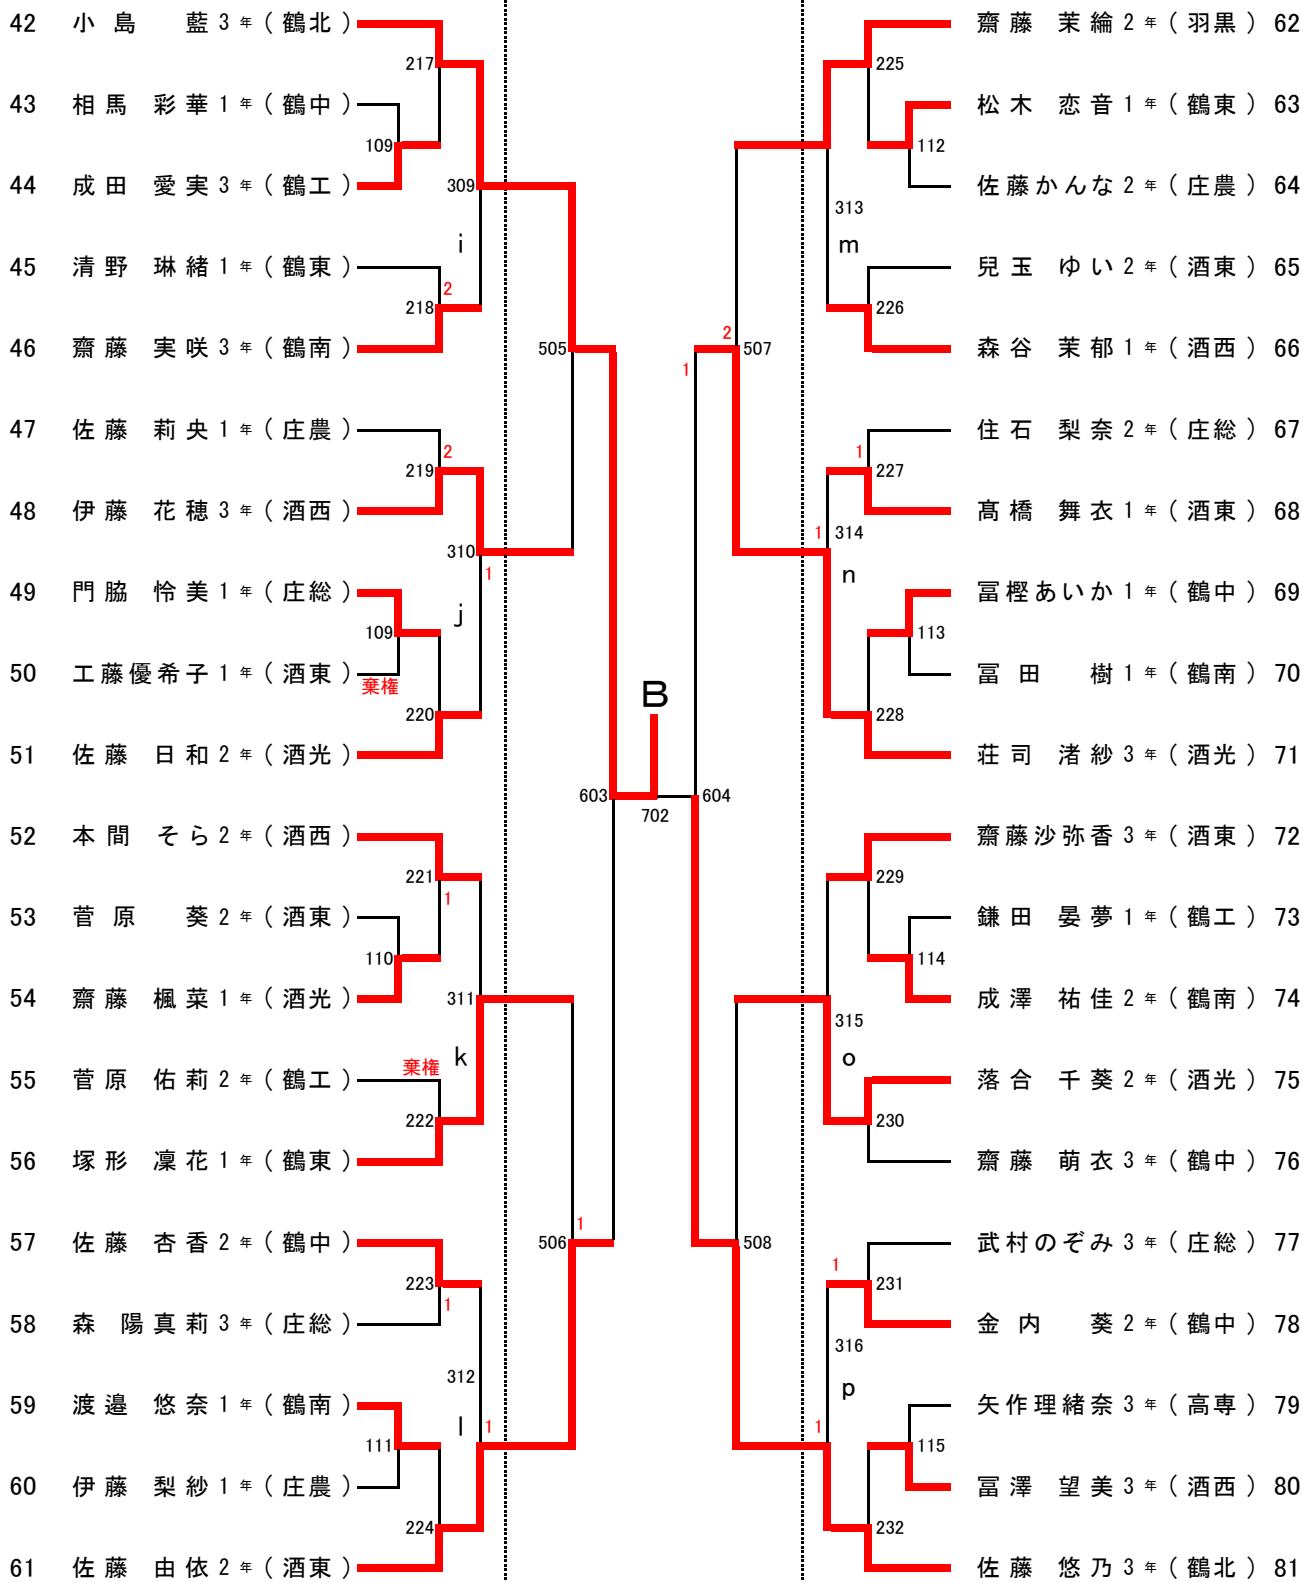 42 小島 藍 3 年 (鶴北)
217
43 相馬 彩華 1 年 (鶴中)
109
44 成田 愛実 3 年 (鶴工)
309
i
45 清野 琳緒 1 年 (鶴東)
2
218
46 齋藤 実咲 3 年 (鶴南)
505
47 佐藤 莉央 1 年 (庄農)
2
219
48 伊藤 花穂 3 年 (酒西)
310
1
49 門脇 怜美 1 年 (庄総)
j
109
50 工藤優希子 1 年 (酒東)
棄権
220
51 佐藤 日和 2 年 (酒光)
603
52 本間 そら 2 年 (酒西)
221
1
53 菅原 葵 2 年 (酒東)
110
54 齋藤 楓菜 1 年 (酒光)
311
k
棄権
55 菅原 佑莉 2 年 (鶴工)
222
56 塚形 凜花 1 年 (鶴東)
1
506
57 佐藤 杏香 2 年 (鶴中)
223
1
58 森 陽真莉 3 年 (庄総)
312
59 渡邉 悠奈 1 年 (鶴南)
l
1
111
60 伊藤 梨紗 1 年 (庄農)
224
61 佐藤 由依 2 年 (酒東)
B
702
齋藤 茉綸 2 年 (羽黒) 62
225
松木 恋音 1 年 (鶴東) 63
112
佐藤かんな 2 年 (庄農) 64
313
m
兒玉 ゆい 2 年 (酒東) 65
226
森谷 茉郁 1 年 (酒西) 66
2
507
1
住石 梨奈 2 年 (庄総) 67
1
227
髙橋 舞衣 1 年 (酒東) 68
1
314
n
冨樫あいか 1 年 (鶴中) 69
113
冨田 樹 1 年 (鶴南) 70
228
荘司 渚紗 3 年 (酒光) 71
604
齋藤沙弥香 3 年 (酒東) 72
229
鎌田 晏夢 1 年 (鶴工) 73
114
成澤 祐佳 2 年 (鶴南) 74
315
o
落合 千葵 2 年 (酒光) 75
230
齋藤 萌衣 3 年 (鶴中) 76
508
武村のぞみ 3 年 (庄総) 77
1
231
金内 葵 2 年 (鶴中) 78
316
p
矢作理緒奈 3 年 (高専) 79
1
115
冨澤 望美 3 年 (酒西) 80
232
佐藤 悠乃 3 年 (鶴北) 81